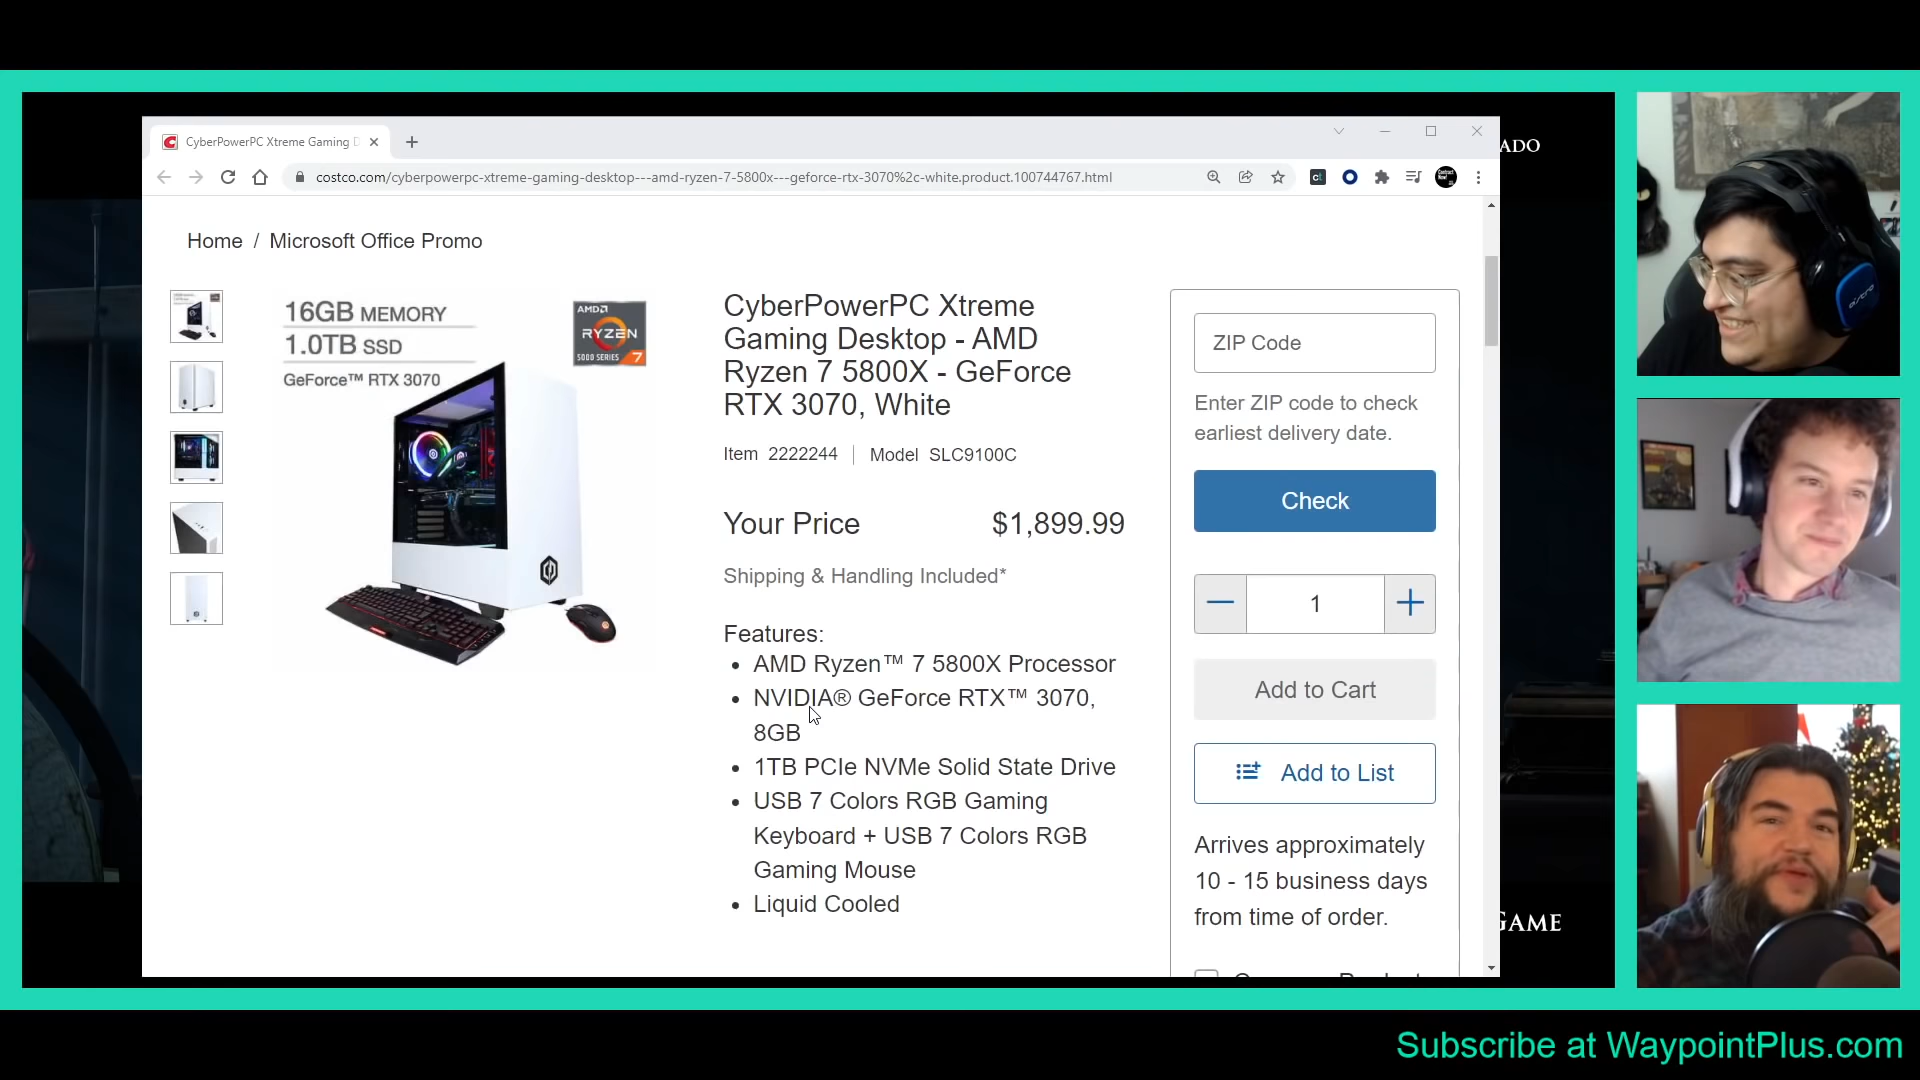 CyberPowerPC Xtreme Gaming D
costco.com/cyberpowerpc-xtreme-gaming-desktop---amd-ryzen-7-5800x---geforce-rtx-3070%2c-white.product.100744767.html
ADO
Home / Microsoft Office Promo
16GB MEMORY
1.0TB SSD
GeForce™ RTX 3070
AMD
RYZEN
5000 SERIES 7
CyberPowerPC Xtreme
Gaming Desktop - AMD
Ryzen 7 5800X - GeForce
RTX 3070, White
Item 2222244 | Model SLC9100C
Your Price $1,899.99
Shipping & Handling Included*
Features:
• AMD Ryzen™ 7 5800X Processor
• NVIDIA® GeForce RTX™ 3070,
8GB
• 1TB PCIe NVMe Solid State Drive
• USB 7 Colors RGB Gaming
Keyboard + USB 7 Colors RGB
Gaming Mouse
• Liquid Cooled
ZIP Code
Enter ZIP code to check
earliest delivery date.
Check
1
Add to Cart
Add to List
Arrives approximately
10 - 15 business days
from time of order.
GAME
astro
Subscribe at WaypointPlus.com